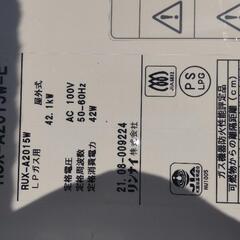 RUX-A2015W-E
RUX-A2015W
LPガス用
屋外式
42.1kW
定格電圧 AC 100V
定格周波数 50-60Hz
定格消費電力 42W
21.08-009224
リンナイ株式会社
PS
LPG
JIA
ガス機器防火性能評定品
可燃物からの離隔距離